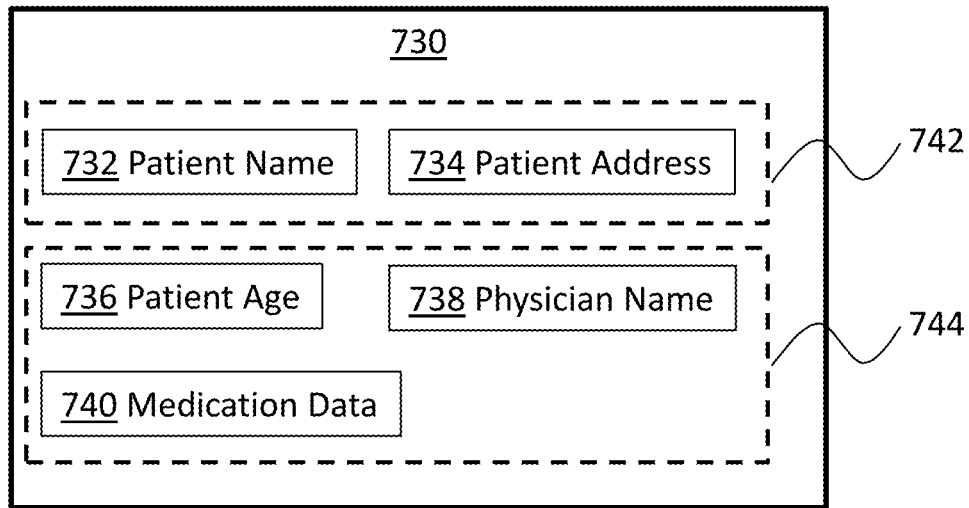 730
732 Patient Name 734 Patient Address
742
736 Patient Age 738 Physician Name
744
740 Medication Data